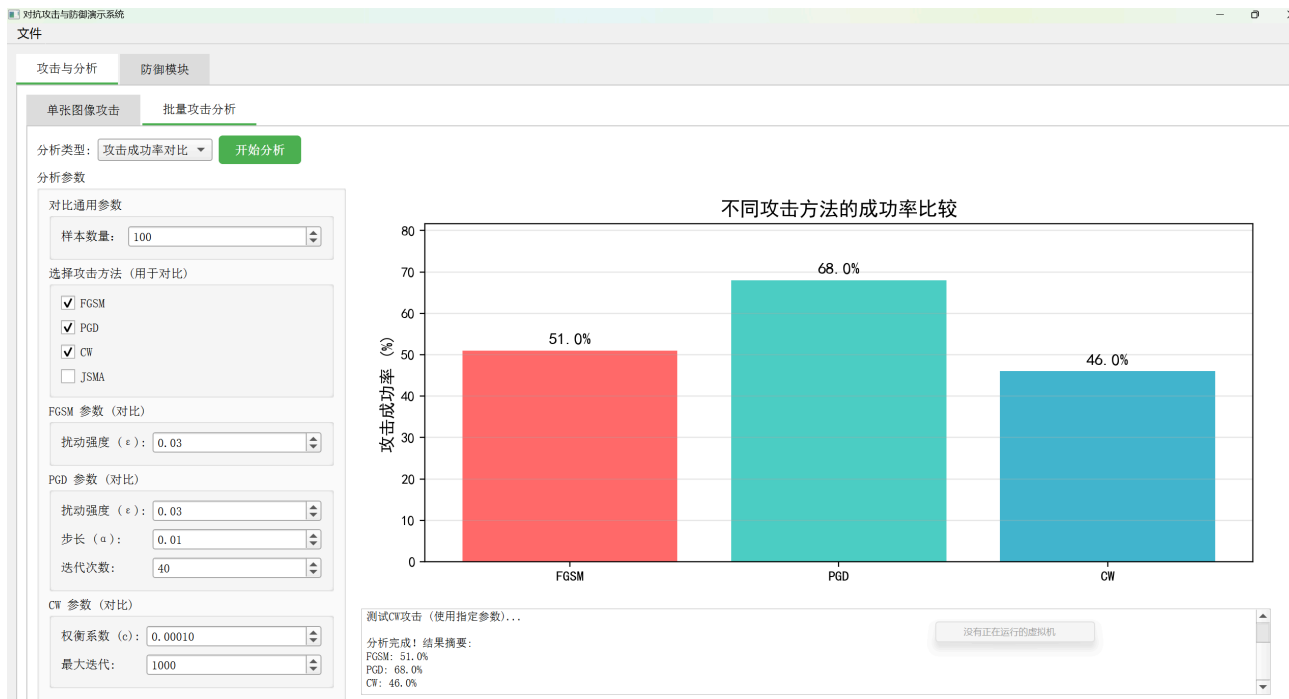 对抗攻击与防御演示系统
文件
攻击与分析 防御模块
单张图像攻击 批量攻击分析
分析类型: 攻击成功率对比 开始分析
分析参数
对比通用参数
样本数量: 100
选择攻击方法 (用于对比)
FGSM
PGD
CW
JSMA
FGSM 参数 (对比)
扰动强度 (ε): 0.03
PGD 参数 (对比)
扰动强度 (ε): 0.03
步长 (α): 0.01
迭代次数: 40
CW 参数 (对比)
权衡系数 (c): 0.00010
最大迭代: 1000
不同攻击方法的成功率比较
攻击成功率 (%)
80
70
60
50
40
30
20
10
0
51.0%
68.0%
46.0%
FGSM PGD CW
测试CW攻击 (使用指定参数)...
分析完成! 结果摘要:
FGSM: 51.0%
PGD: 68.0%
CW: 46.0%
没有正在运行的虚拟机